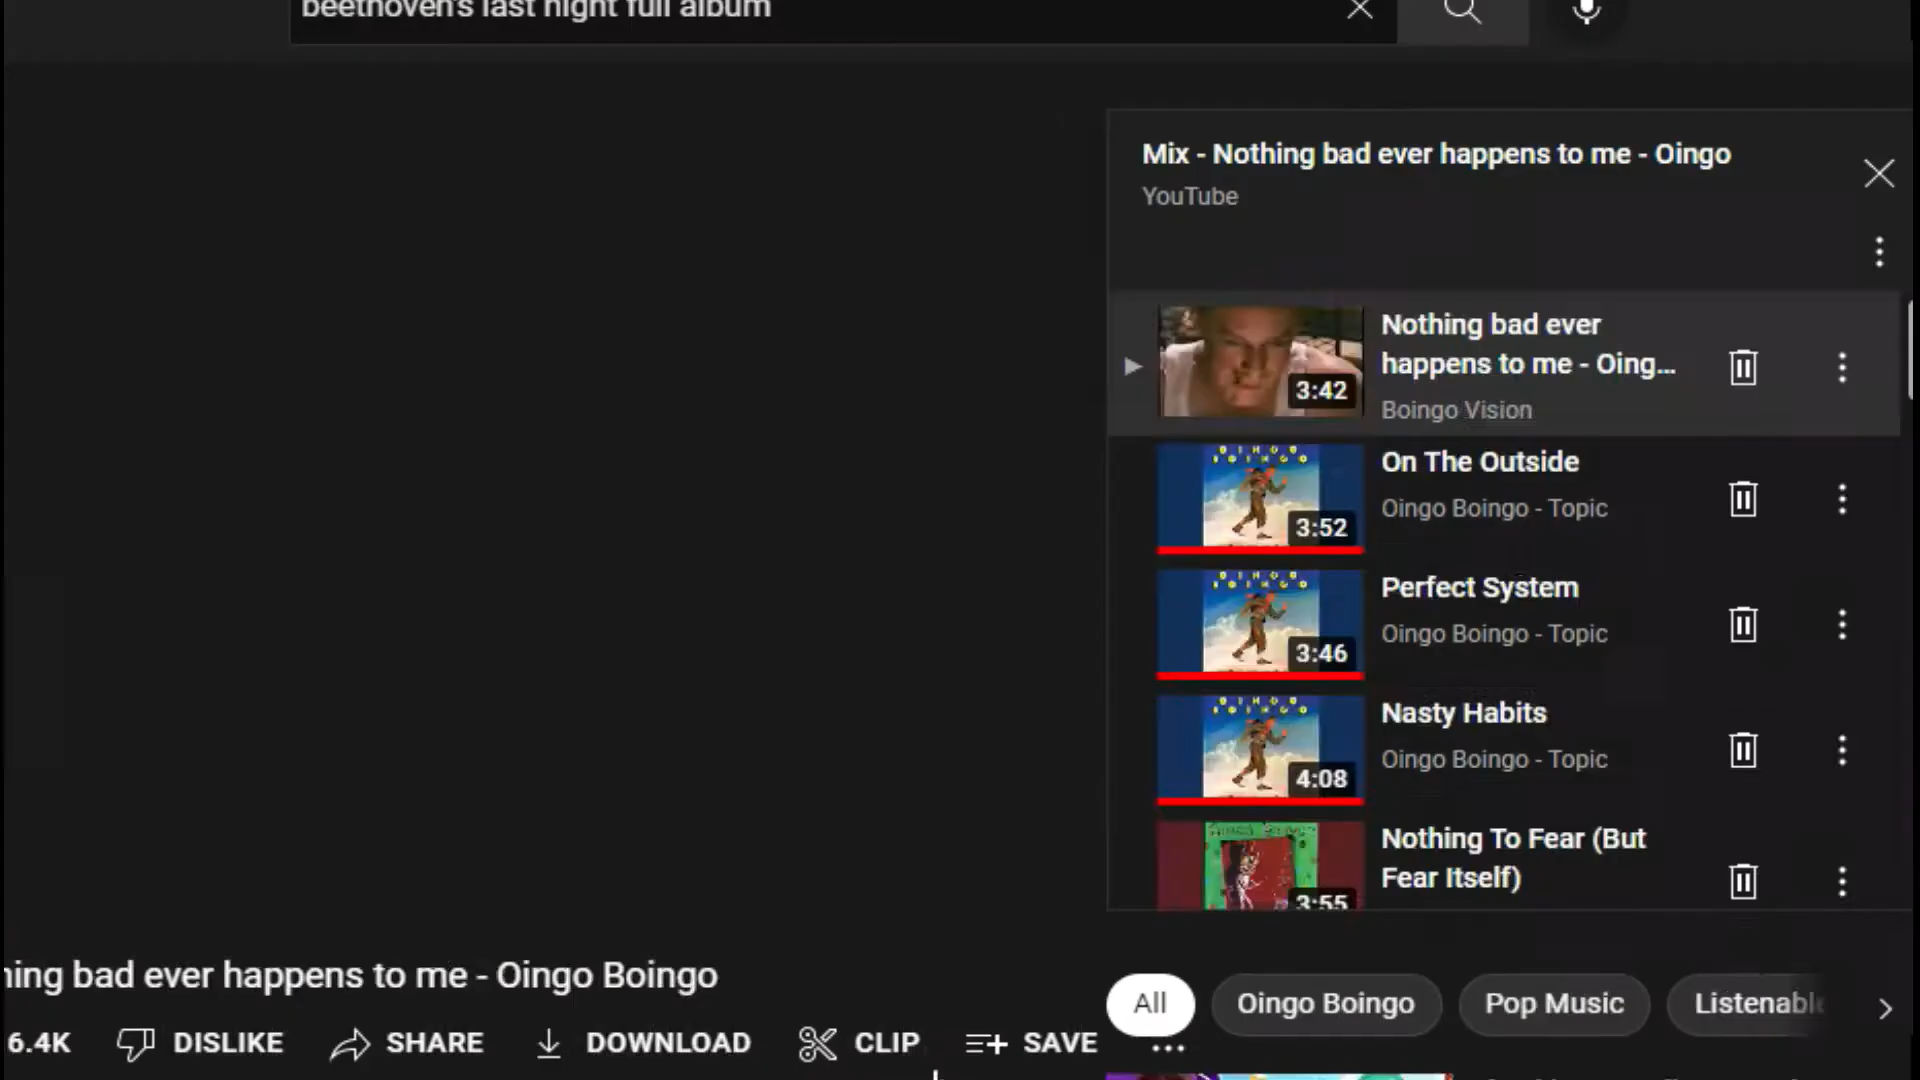 beethoven's last night full album
Mix - Nothing bad ever happens to me - Oingo
YouTube
3:42
Nothing bad ever
happens to me - Oing...
Boingo Vision
3:52
On The Outside
Oingo Boingo - Topic
3:46
Perfect System
Oingo Boingo - Topic
4:08
Nasty Habits
Oingo Boingo - Topic
3:55
Nothing To Fear (But
Fear Itself)
hing bad ever happens to me - Oingo Boingo
6.4K DISLIKE SHARE DOWNLOAD CLIP SAVE ...
All Oingo Boingo Pop Music Listenable